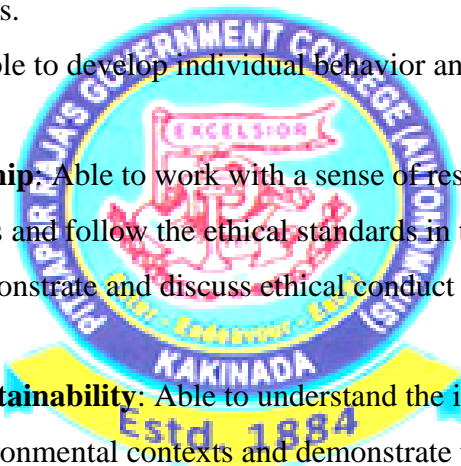 s.
le to develop individual behavior an
hip: Able to work with a sense of res
s and follow the ethical standards in t
onstrate and discuss ethical conduct
tainability: Able to understand the i
onmental contexts and demonstrate
PITHAPUR RAJA'S GOVERNMENT COLLEGE (AUTONOMOUS)
EXCELSIOR
Endeavour
KAKINADA
Estd. 1884